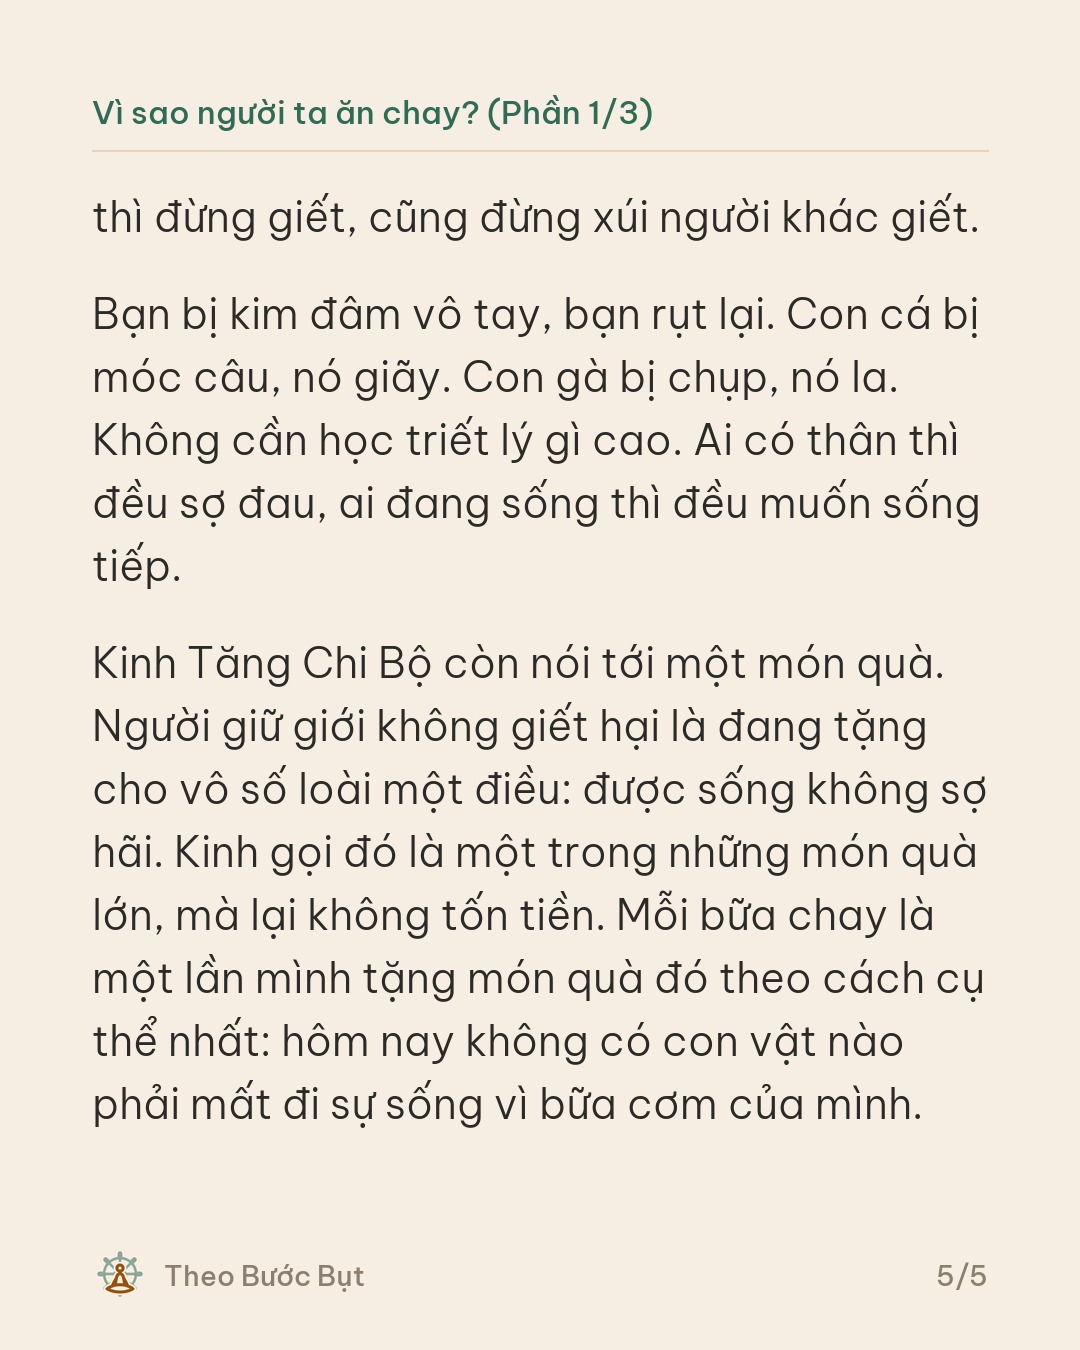 Vì sao người ta ăn chay? (Phần 1/3)
thì đừng giết, cũng đừng xúi người khác giết.
Bạn bị kim đâm vô tay, bạn rụt lại. Con cá bị
móc câu, nó giãy. Con gà bị chụp, nó la.
Không cần học triết lý gì cao. Ai có thân thì
đều sợ đau, ai đang sống thì đều muốn sống
tiếp.
Kinh Tăng Chi Bộ còn nói tới một món quà.
Người giữ giới không giết hại là đang tặng
cho vô số loài một điều: được sống không sợ
hãi. Kinh gọi đó là một trong những món quà
lớn, mà lại không tốn tiền. Mỗi bữa chay là
một lần mình tặng món quà đó theo cách cụ
thể nhất: hôm nay không có con vật nào
phải mất đi sự sống vì bữa cơm của mình.
Theo Bước Bụt
5/5